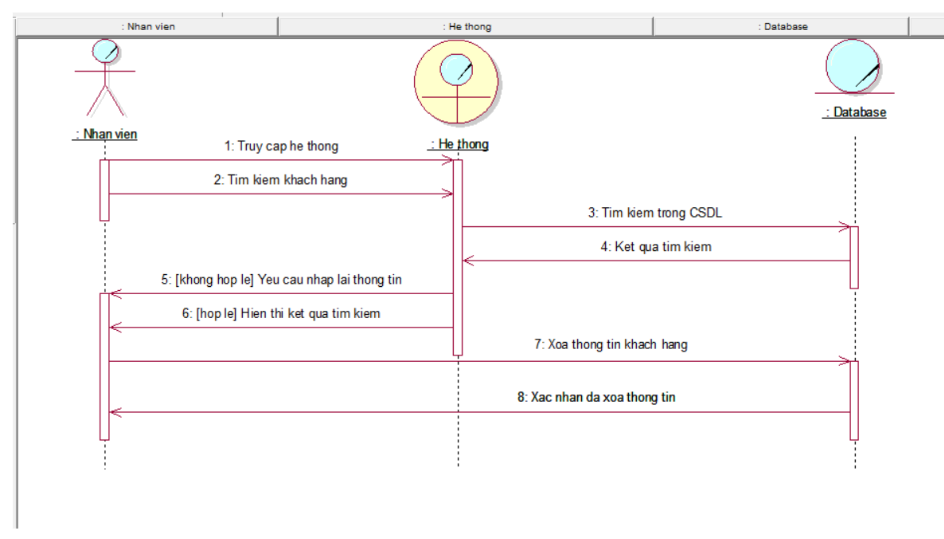 : Nhan vien
: He thong
: Database
: Nhan vien
: He thong
: Database
1: Truy cap he thong
2: Tim kiem khach hang
3: Tim kiem trong CSDL
4: Ket qua tim kiem
5: [khong hop le] Yeu cau nhap lai thong tin
6: [hop le] Hien thi ket qua tim kiem
7: Xoa thong tin khach hang
8: Xac nhan da xoa thong tin